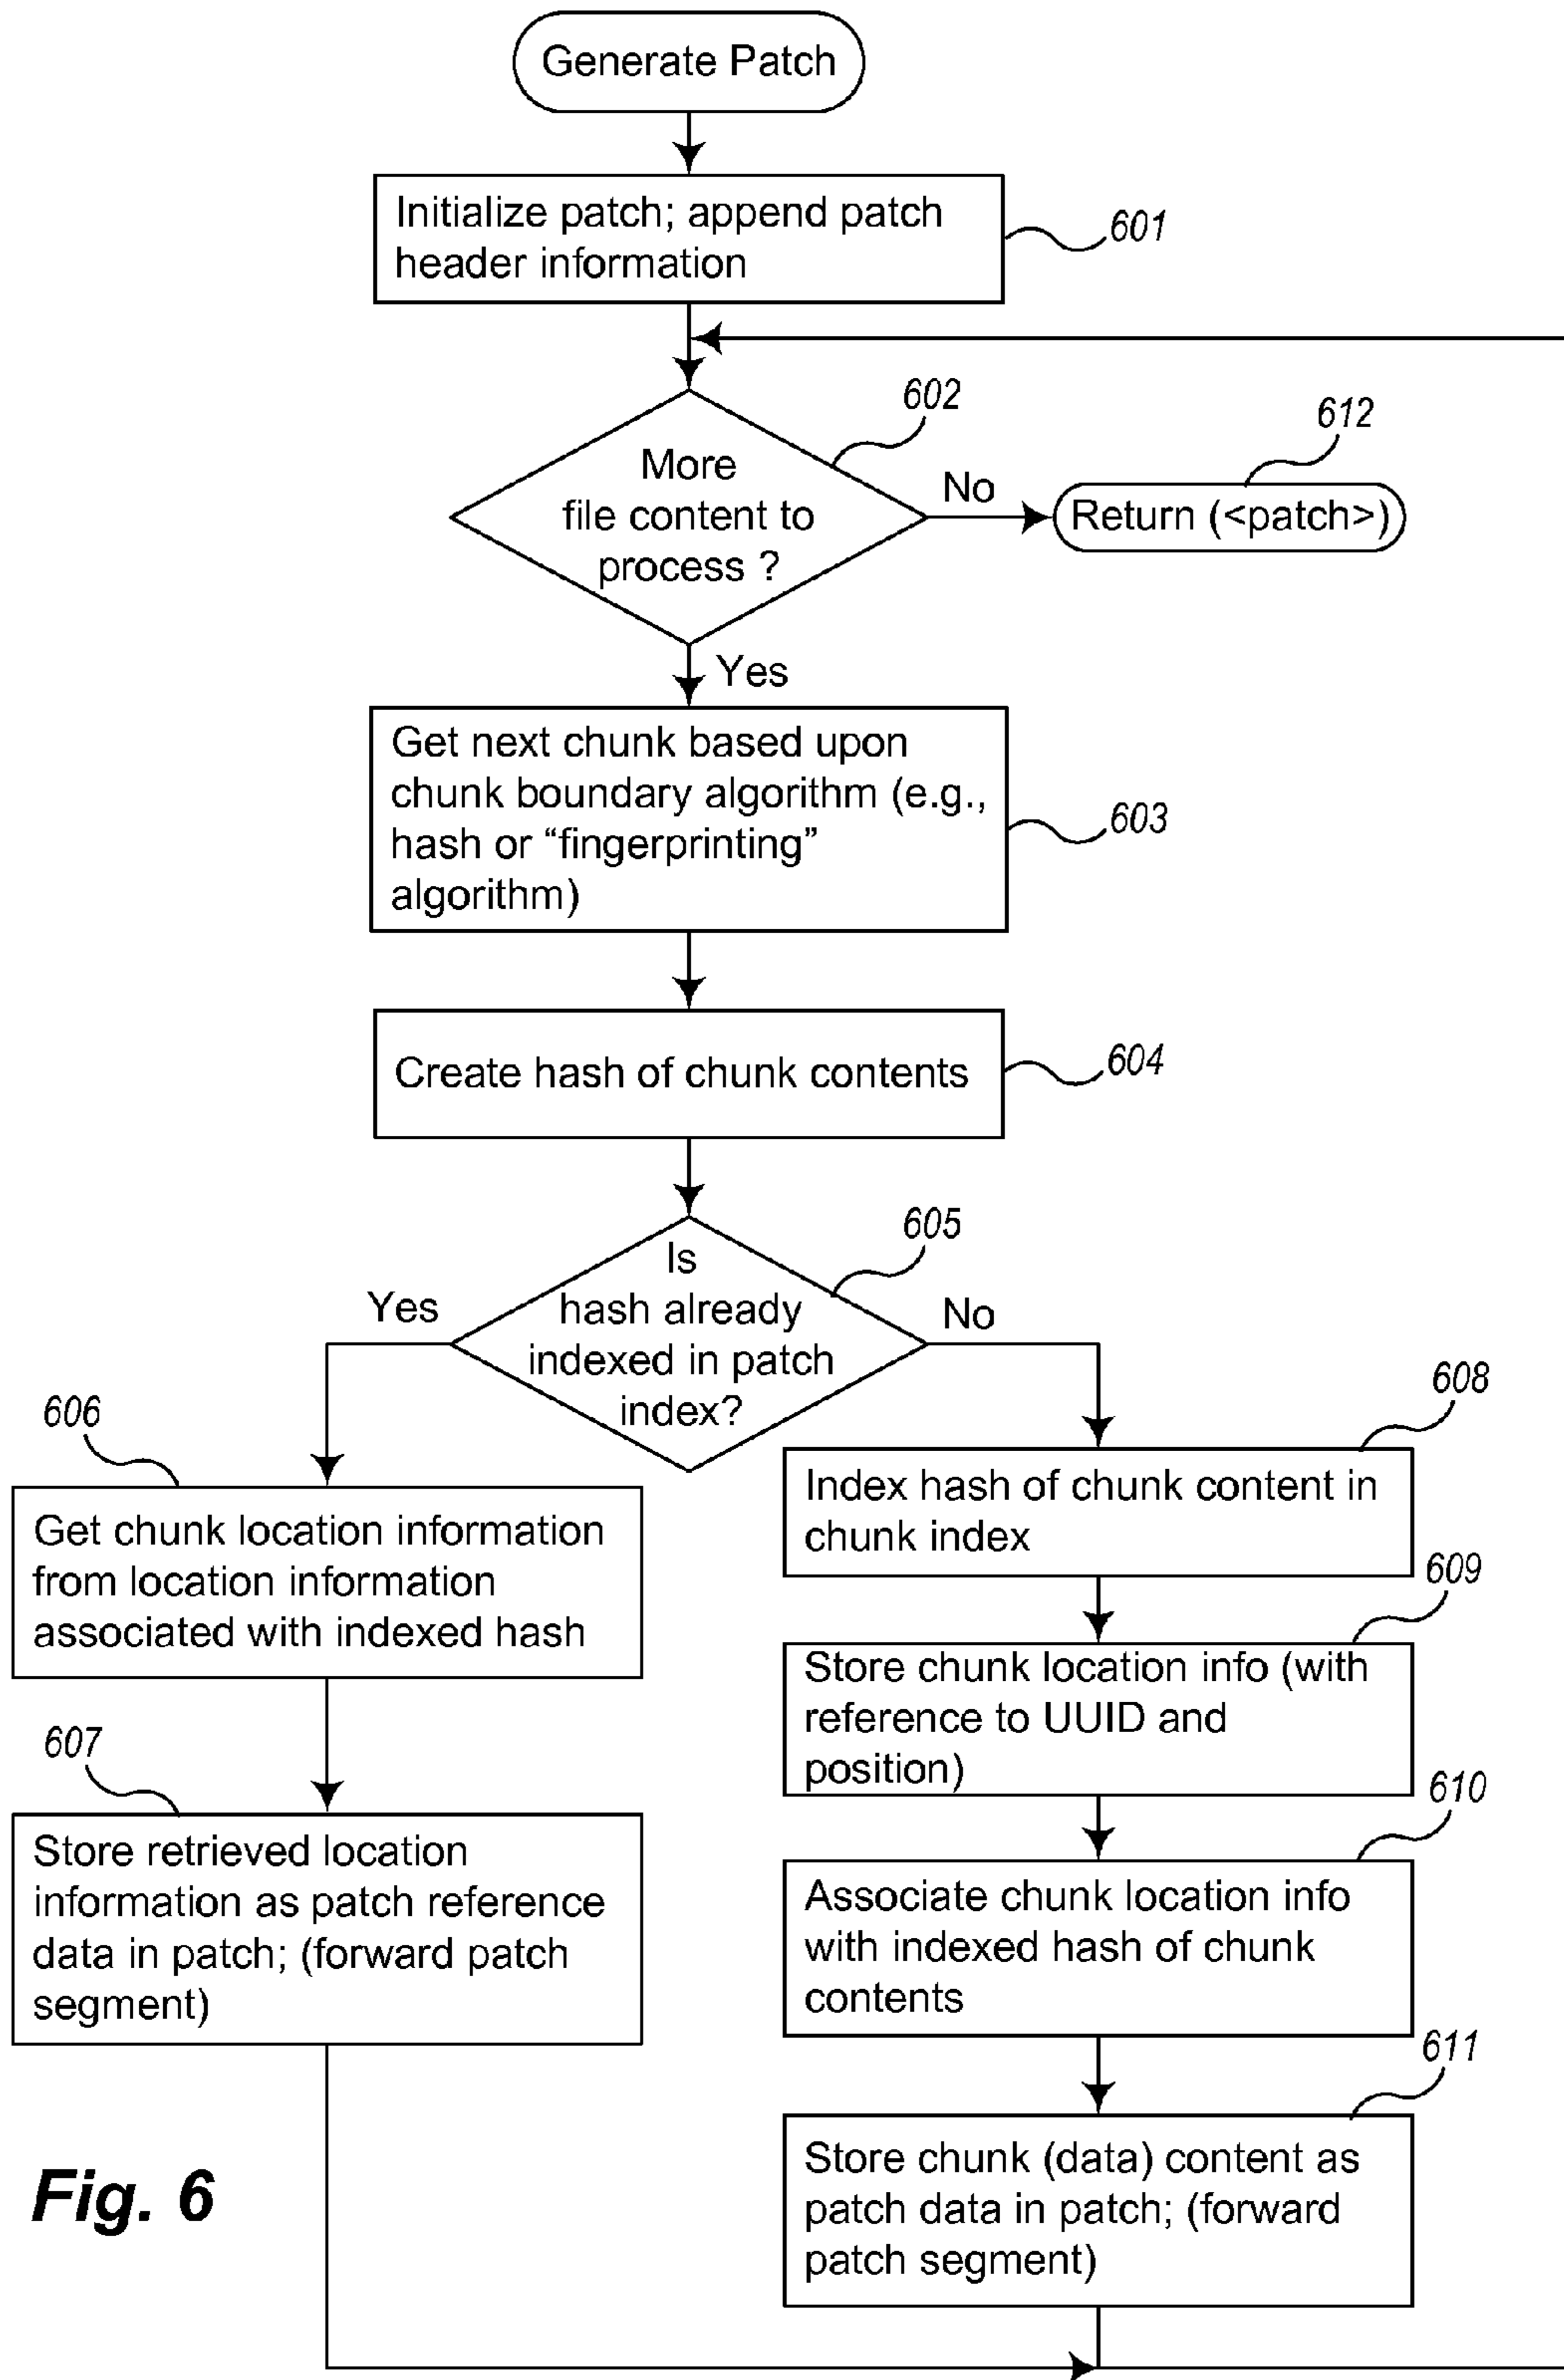 Generate Patch
Initialize patch; append patch
header information
601
602
612
More
file content to
process ?
No
Return (<patch>)
Yes
Get next chunk based upon
chunk boundary algorithm (e.g.,
hash or “fingerprinting”
algorithm)
603
Create hash of chunk contents
604
605
Is
hash already
indexed in patch
index?
Yes
No
606
Get chunk location information
from location information
associated with indexed hash
607
Store retrieved location
information as patch reference
data in patch; (forward patch
segment)
608
Index hash of chunk content in
chunk index
609
Store chunk location info (with
reference to UUID and
position)
610
Associate chunk location info
with indexed hash of chunk
contents
611
Store chunk (data) content as
patch data in patch; (forward
patch segment)
Fig. 6